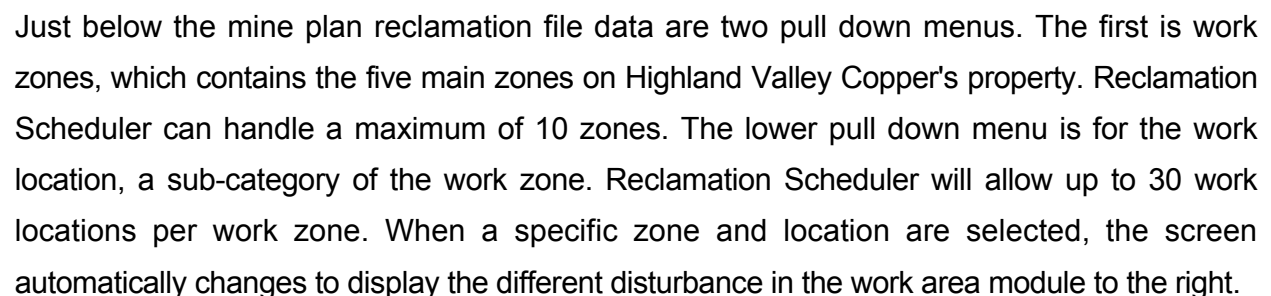 Just below the mine plan reclamation file data are two pull down menus. The first is work
zones, which contains the five main zones on Highland Valley Copper's property. Reclamation
Scheduler can handle a maximum of 10 zones. The lower pull down menu is for the work
location, a sub-category of the work zone. Reclamation Scheduler will allow up to 30 work
locations per work zone. When a specific zone and location are selected, the screen
automatically changes to display the different disturbance in the work area module to the right.